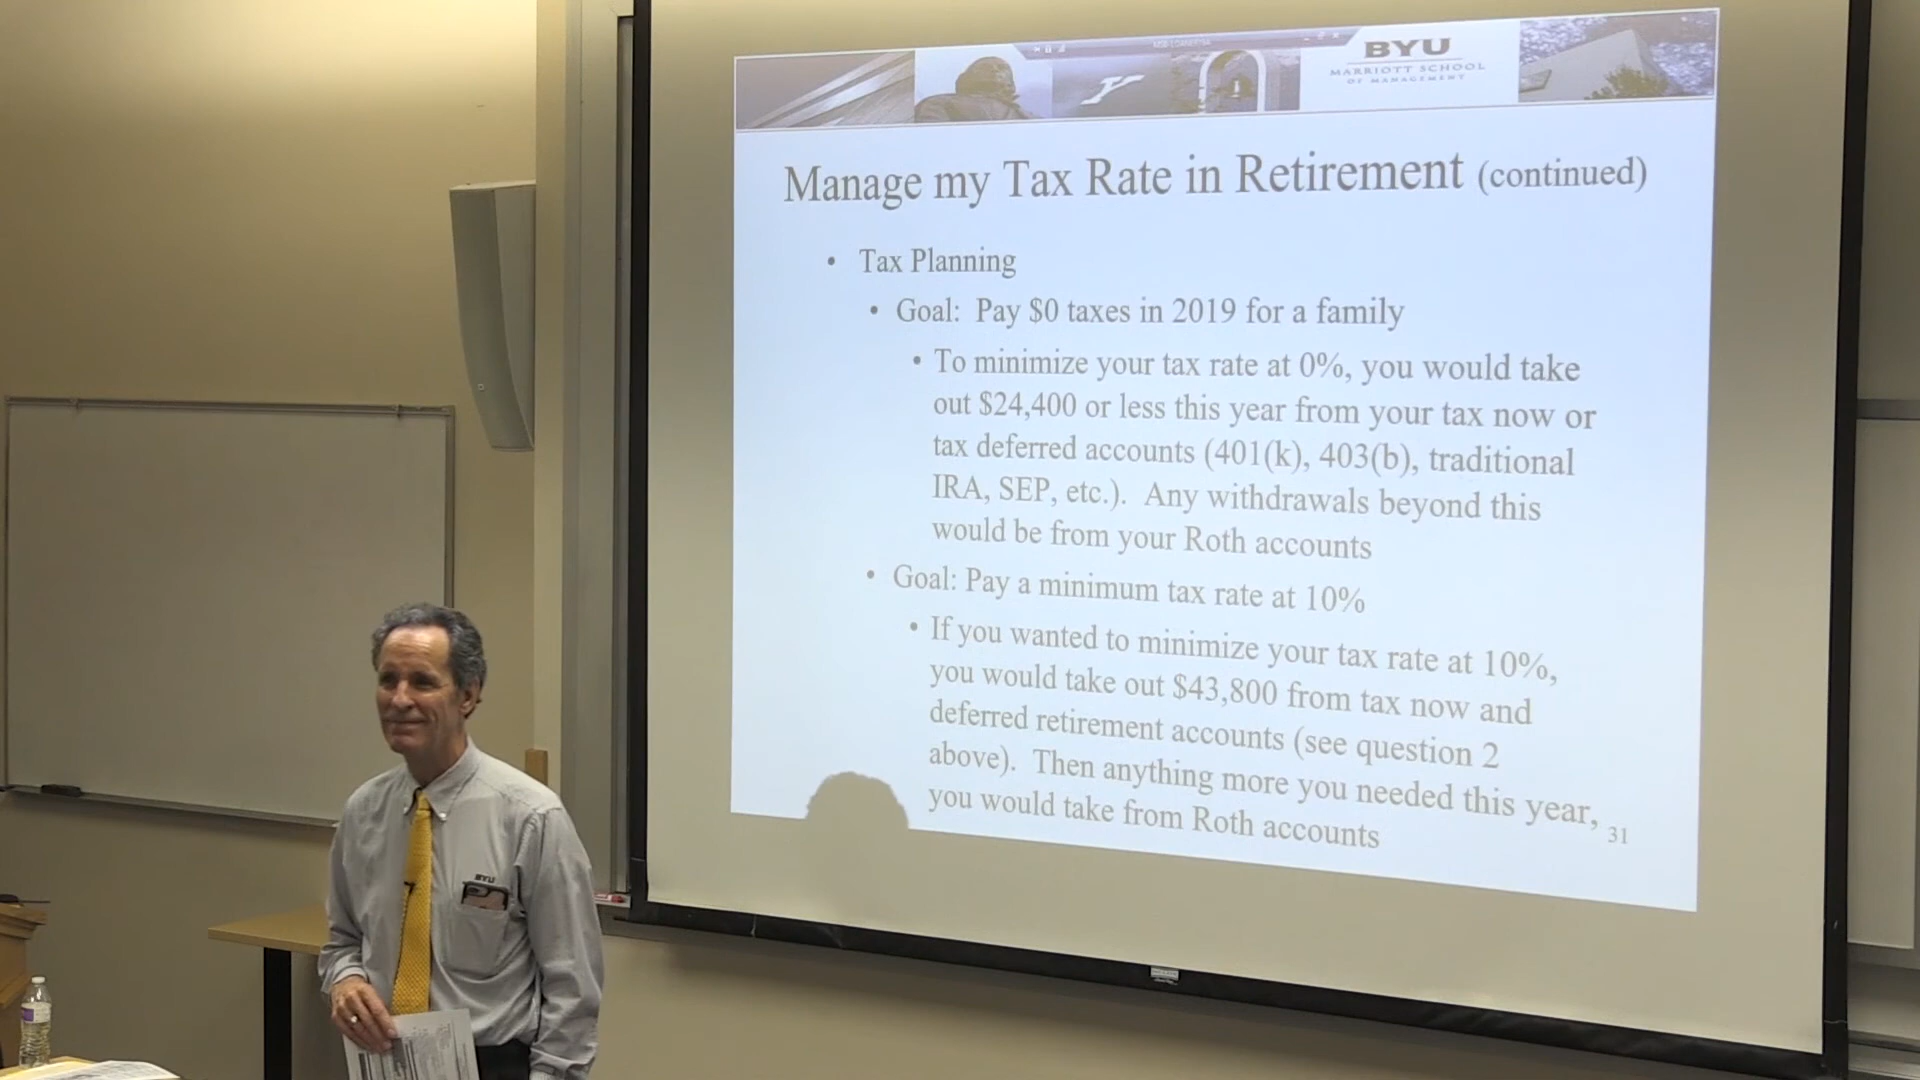 BYU
MARRIOTT SCHOOL
OF MANAGEMENT
Manage my Tax Rate in Retirement (continued)
• Tax Planning
• Goal: Pay $0 taxes in 2019 for a family
• To minimize your tax rate at 0%, you would take
out $24,400 or less this year from your tax now or
tax deferred accounts (401(k), 403(b), traditional
IRA, SEP, etc.). Any withdrawals beyond this
would be from your Roth accounts
• Goal: Pay a minimum tax rate at 10%
• If you wanted to minimize your tax rate at 10%,
you would take out $43,800 from tax now and
deferred retirement accounts (see question 2
above). Then anything more you needed this year,
you would take from Roth accounts
31
BYU